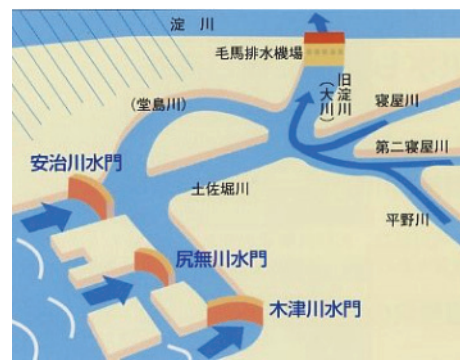 淀川
毛馬排水機場
旧淀川
(大川)
寝屋川
(堂島川)
第二寝屋川
安治川水門
土佐堀川
平野川
尻無川水門
木津川水門